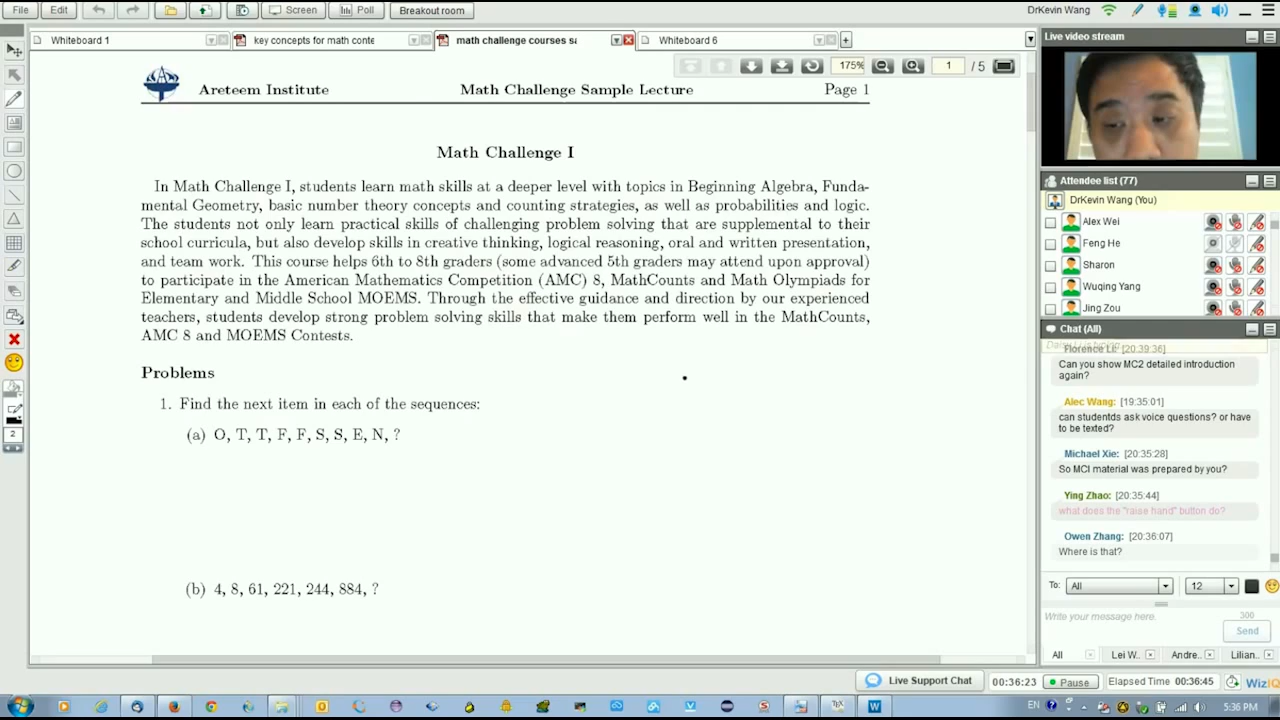 File Edit Screen Poll Breakout room DrKevin Wang
Whiteboard 1 key concepts for math conte math challenge courses sa Whiteboard 6
175% 1 / 5
Areteem Institute Math Challenge Sample Lecture Page 1
Math Challenge I
In Math Challenge I, students learn math skills at a deeper level with topics in Beginning Algebra, Funda-
mental Geometry, basic number theory concepts and counting strategies, as well as probabilities and logic.
The students not only learn practical skills of challenging problem solving that are supplemental to their
school curricula, but also develop skills in creative thinking, logical reasoning, oral and written presentation,
and team work. This course helps 6th to 8th graders (some advanced 5th graders may attend upon approval)
to participate in the American Mathematics Competition (AMC) 8, MathCounts and Math Olympiads for
Elementary and Middle School MOEMS. Through the effective guidance and direction by our experienced
teachers, students develop strong problem solving skills that make them perform well in the MathCounts,
AMC 8 and MOEMS Contests.
Problems
1. Find the next item in each of the sequences:
(a) O, T, T, F, F, S, S, E, N, ?
(b) 4, 8, 61, 221, 244, 884, ?
2
Live video stream
Attendee list (77)
DrKevin Wang (You)
Alex Wei
Feng He
Sharon
Wuqing Yang
Jing Zou
Chat (All)
Florence Li: [20:39:36]
Can you show MC2 detailed introduction
again?
Alec Wang: [19:35:01]
can studentds ask voice questions? or have
to be texted?
Michael Xie: [20:35:28]
So MCI material was prepared by you?
Ying Zhao: [20:35:44]
what does the "raise hand" button do?
Owen Zhang: [20:36:07]
Where is that?
To: All 12
Write your message here. 300
Send
All Lei W.. Andre.. Lilian..
Live Support Chat 00:36:23 Pause Elapsed Time 00:36:45 WizIQ
EN 5:36 PM